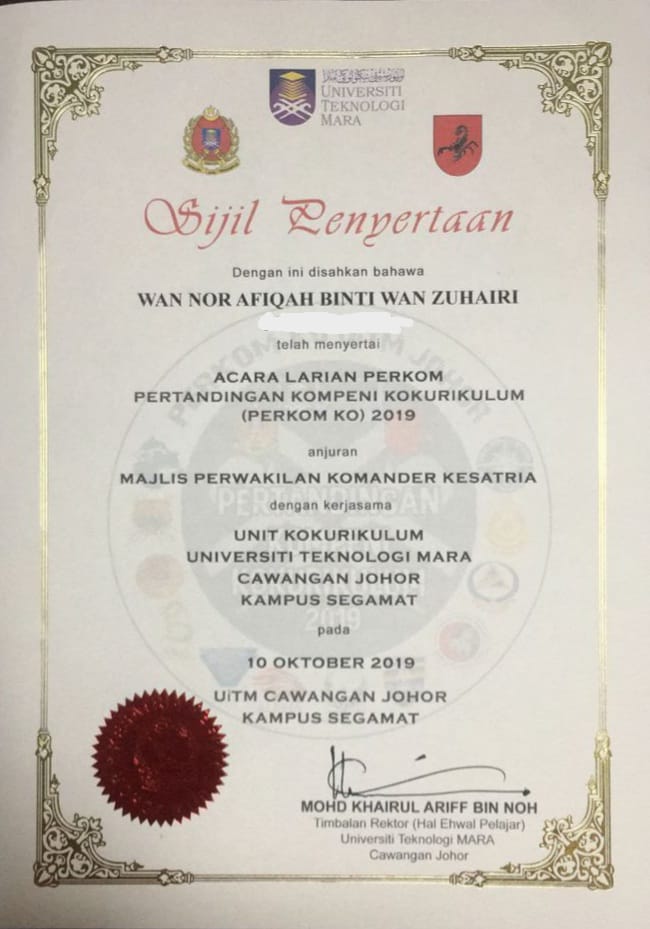 UNIVERSITI
TEKNOLOGI
MARA
Sijil Penyertaan
Dengan ini disahkan bahawa
WAN NOR AFIQAH BINTI WAN ZUHAIRI
telah menyertai
ACARA LARIAN PERKOM
PERTANDINGAN KOMPENI KOKURIKULUM
(PERKOM KO) 2019
anjuran
MAJLIS PERWAKILAN KOMANDER KESATRIA
dengan kerjasama
PERTANDINGAN
UNIT KOKURIKULUM
UNIVERSITI TEKNOLOGI MARA
CAWANGAN JOHOR
KAMPUS SEGAMAT
2019
pada
10 OKTOBER 2019
UiTM CAWANGAN JOHOR
KAMPUS SEGAMAT
MOHD KHAIRUL ARIFF BIN NOH
Timbalan Rektor (Hal Ehwal Pelajar)
Universiti Teknologi MARA
Cawangan Johor